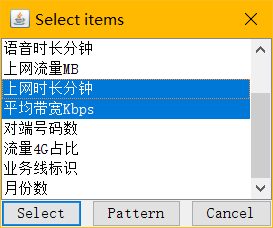 Select items
语音时长分钟
上网流量MB
上网时长分钟
平均带宽Kbps
对端号码数
流量4G占比
业务线标识
月份数
Select Pattern Cancel